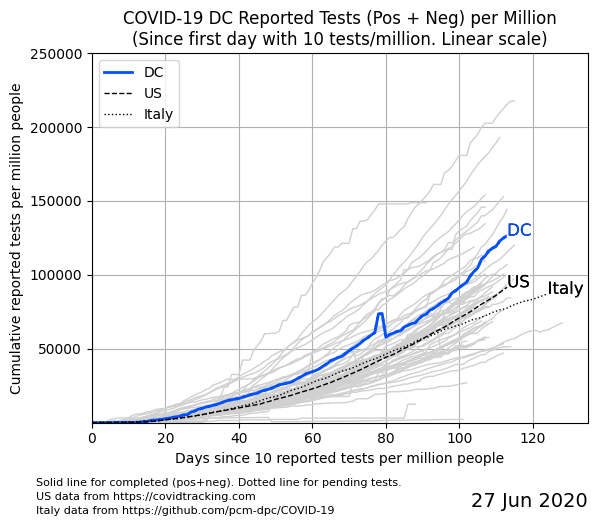 COVID-19 DC Reported Tests (Pos + Neg) per Million
(Since first day with 10 tests/million. Linear scale)
250000
200000
150000
100000
50000
Cumulative reported tests per million people
DC
US
Italy
DC
US
Italy
0 20 40 60 80 100 120
Days since 10 reported tests per million people
Solid line for completed (pos+neg). Dotted line for pending tests.
US data from https://covidtracking.com
Italy data from https://github.com/pcm-dpc/COVID-19
27 Jun 2020